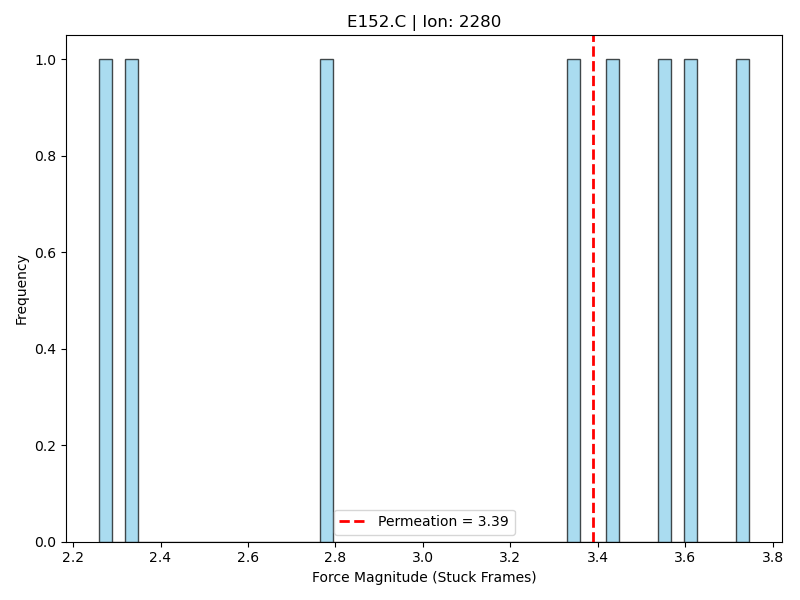 E152.C | Ion: 2280
1.0
0.8
0.6
0.4
0.2
0.0
Frequency
Permeation = 3.39
2.2 2.4 2.6 2.8 3.0 3.2 3.4 3.6 3.8
Force Magnitude (Stuck Frames)